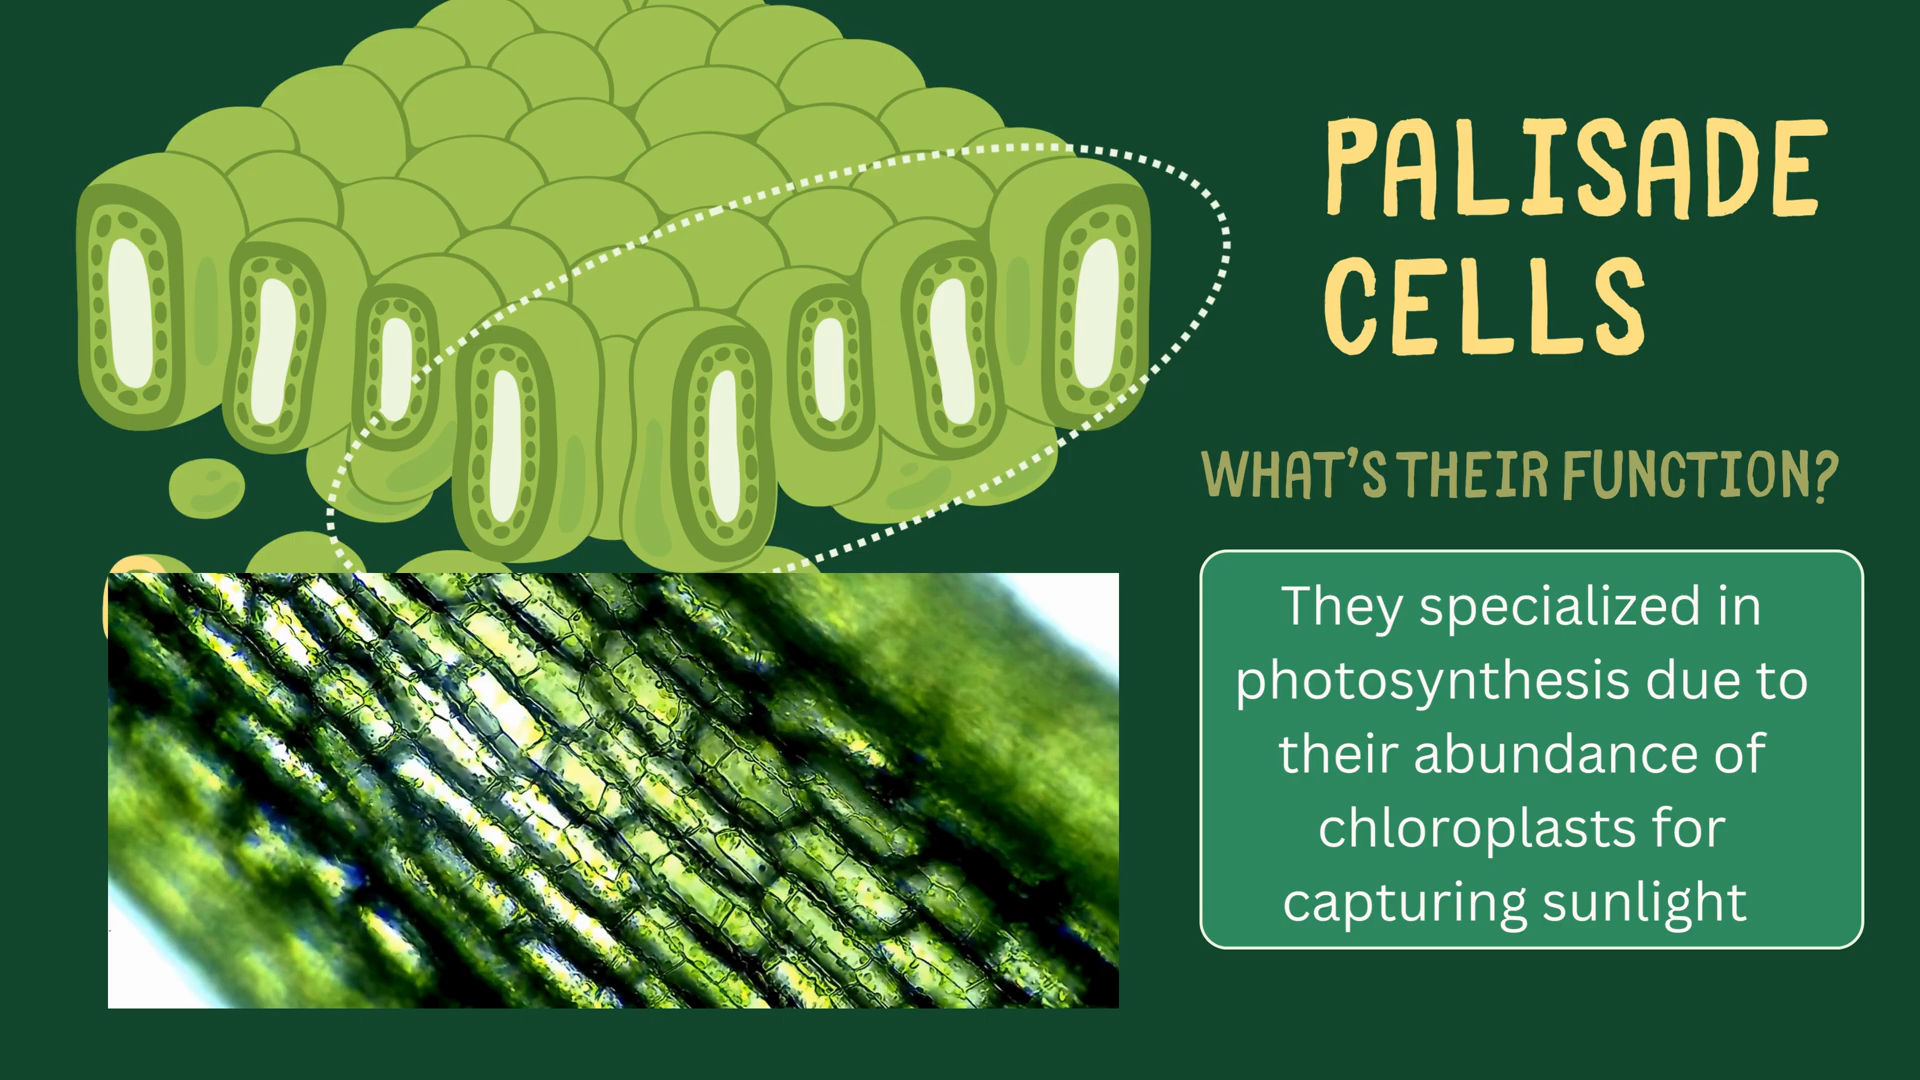 PALISADE
CELLS
WHAT'S THEIR FUNCTION?
They specialized in
photosynthesis due to
their abundance of
chloroplasts for
capturing sunlight